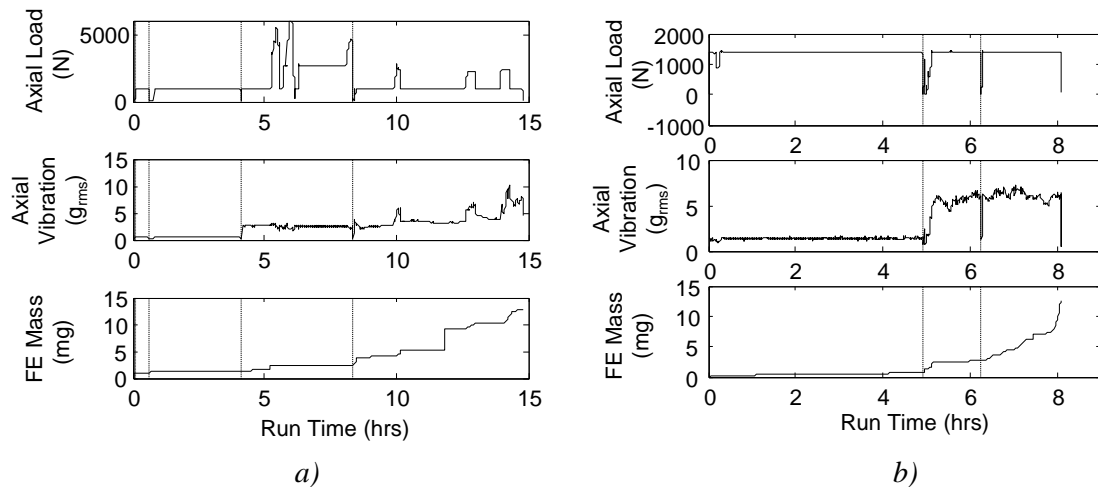 Axial Load
(N)
5000
0
0 5 10 15
Axial
Vibration
(grms)
15
10
5
0
0 5 10 15
FE Mass
(mg)
15
10
5
0
0 5 10 15
Run Time (hrs)
a)
Axial Load
(N)
2000
1000
0
-1000
0 2 4 6 8
Axial
Vibration
(grms)
10
5
0
0 2 4 6 8
FE Mass
(mg)
15
10
5
0
0 2 4 6 8
Run Time (hrs)
b)